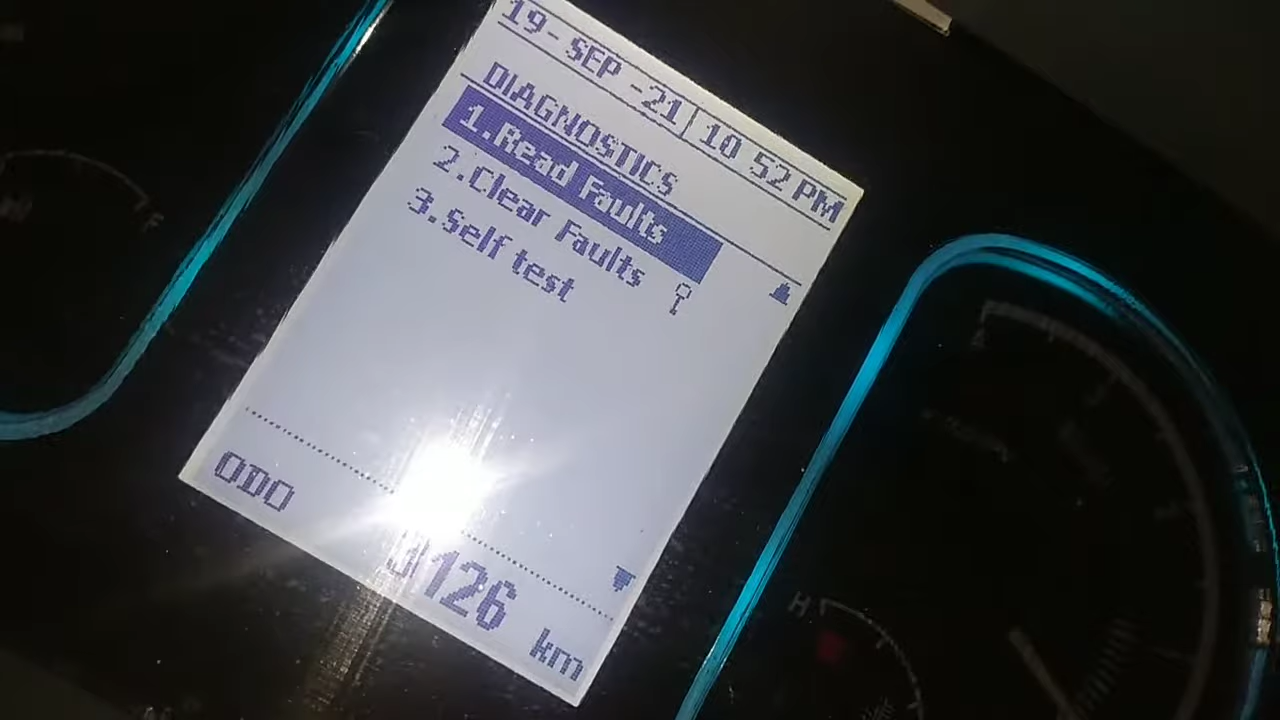 19- SEP -21 | 10 52 PM
DIAGNOSTICS
1.Read Faults
2.Clear Faults
3.Self test
ODO
126 km
H